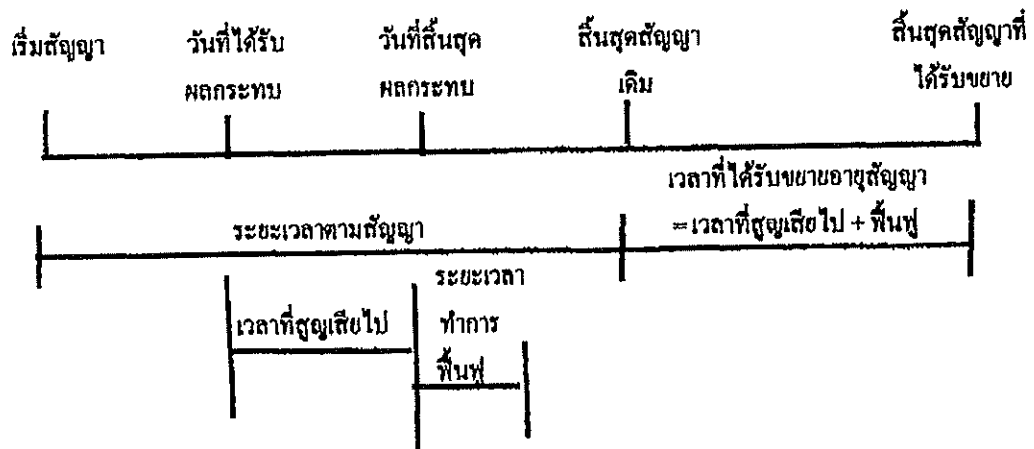 เริ่มสัญญา
วันที่ได้รับ
ผลกระทบ
วันที่สิ้นสุด
ผลกระทบ
สิ้นสุดสัญญา
เดิม
สิ้นสุดสัญญาที่
ได้รับขยาย
ระยะเวลาตามสัญญา
เวลาที่ได้รับขยายอายุสัญญา
=เวลาที่สูญเสียไป + ฟื้นฟู
เวลาที่สูญเสียไป
ระยะเวลา
ทำการ
ฟื้นฟู